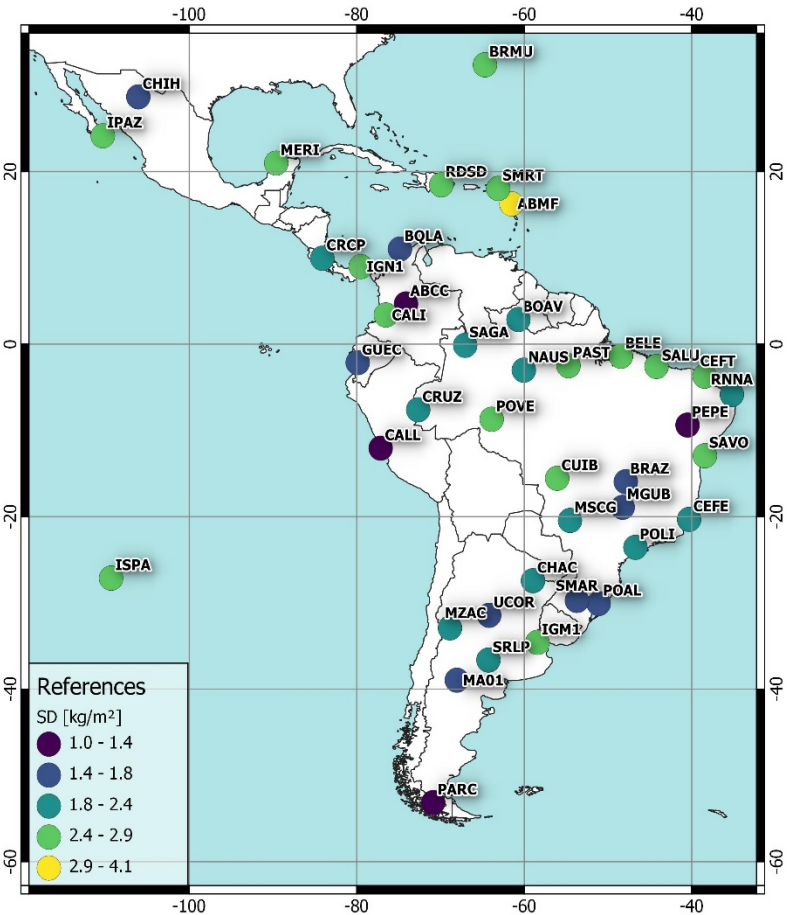 -100 -80 -60 -40
BRMU
CHIH
IPAZ
MERI
RDSD
SMRT
ABMF
20 20
CRCP
BQLA
IGN1
ABCC
CALI
BOAV
SAGA
0 0
GUEC
NAUS
PAST
BELE
SALU
CEFT
RNNA
CRUZ
POVE
PEPE
CALL
SAVO
CUIB
BRAZ
MGUB
MSCG
CEFE
-20 -20
POLI
ISPA
CHAC
SMAR
POAL
UCOR
MZAC
IGM1
SRLP
MA01
-40 -40
PARC
-60 -60
References
SD [kg/m²]
1.0 - 1.4
1.4 - 1.8
1.8 - 2.4
2.4 - 2.9
2.9 - 4.1
-100 -80 -60 -40